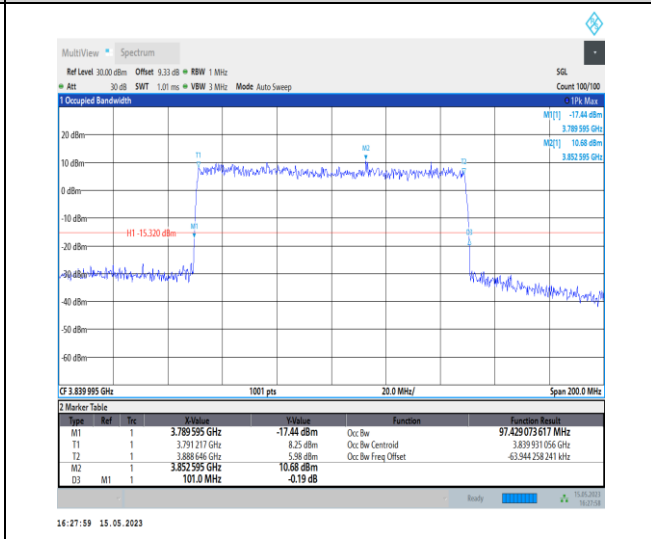 MultiView Spectrum
Ref Level 30.00 dBm Offset 9.33 dB RBW 1 MHz SGL
Att 30 dB SWT 1.01 ms VBW 3 MHz Mode Auto Sweep Count 100/100
1 Occupied Bandwidth 1Pk Max
M1[1] -17.44 dBm
3.789 595 GHz
20 dBm
M2[1] 10.68 dBm
3.852 595 GHz
T1
M2
T2
10 dBm
0 dBm
-10 dBm
M1
H1 -15.320 dBm
D3
-20 dBm
-30 dBm
-40 dBm
-50 dBm
-60 dBm
CF 3.839 995 GHz 1001 pts 20.0 MHz/ Span 200.0 MHz
2 Marker Table
Type Ref Trc X-Value Y-Value Function Function Result
M1 1 3.789 595 GHz -17.44 dBm Occ Bw 97.429 073 617 MHz
T1 1 3.791 217 GHz 8.25 dBm Occ Bw Centroid 3.839 931 056 GHz
T2 1 3.888 646 GHz 5.98 dBm Occ Bw Freq Offset -63.944 258 241 kHz
M2 1 3.852 595 GHz 10.68 dBm
D3 M1 1 101.0 MHz -0.19 dB
Ready 15.05.2023
16:27:58
16:27:59 15.05.2023